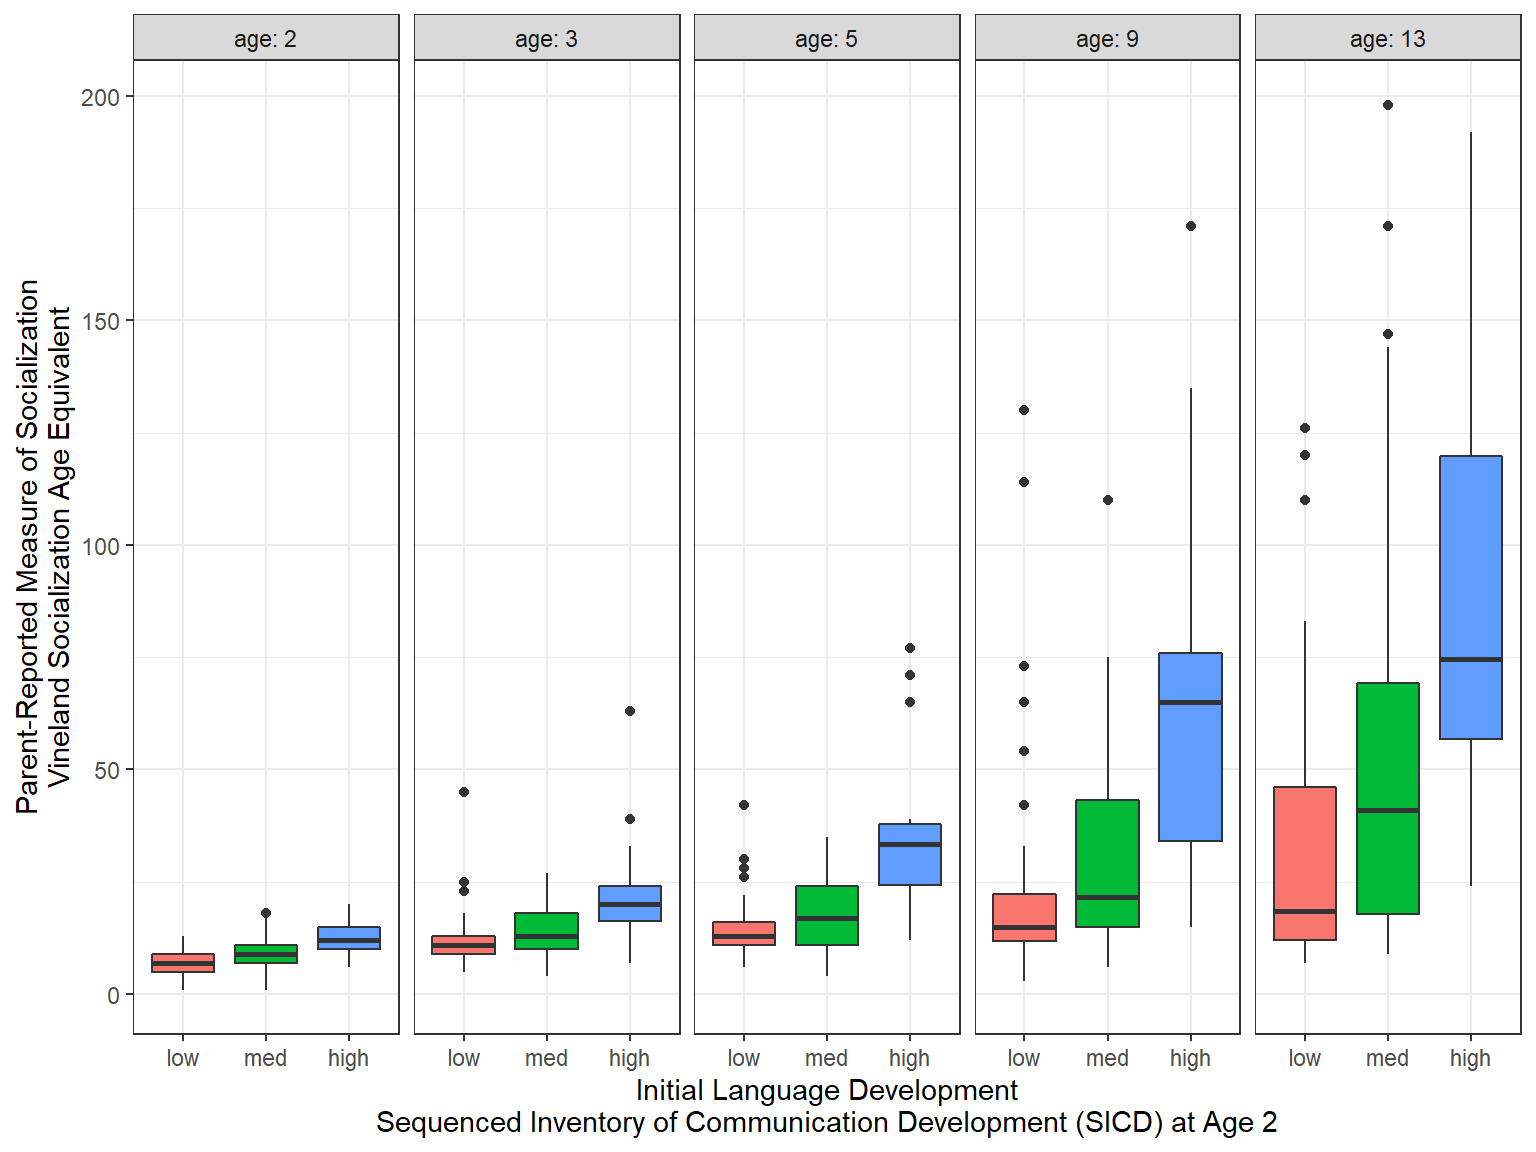 age: 2
age: 3
age: 5
age: 9
age: 13
Parent-Reported Measure of Socialization
Vineland Socialization Age Equivalent
200
150
100
50
0
low med high low med high low med high low med high low med high
Initial Language Development
Sequenced Inventory of Communication Development (SICD) at Age 2